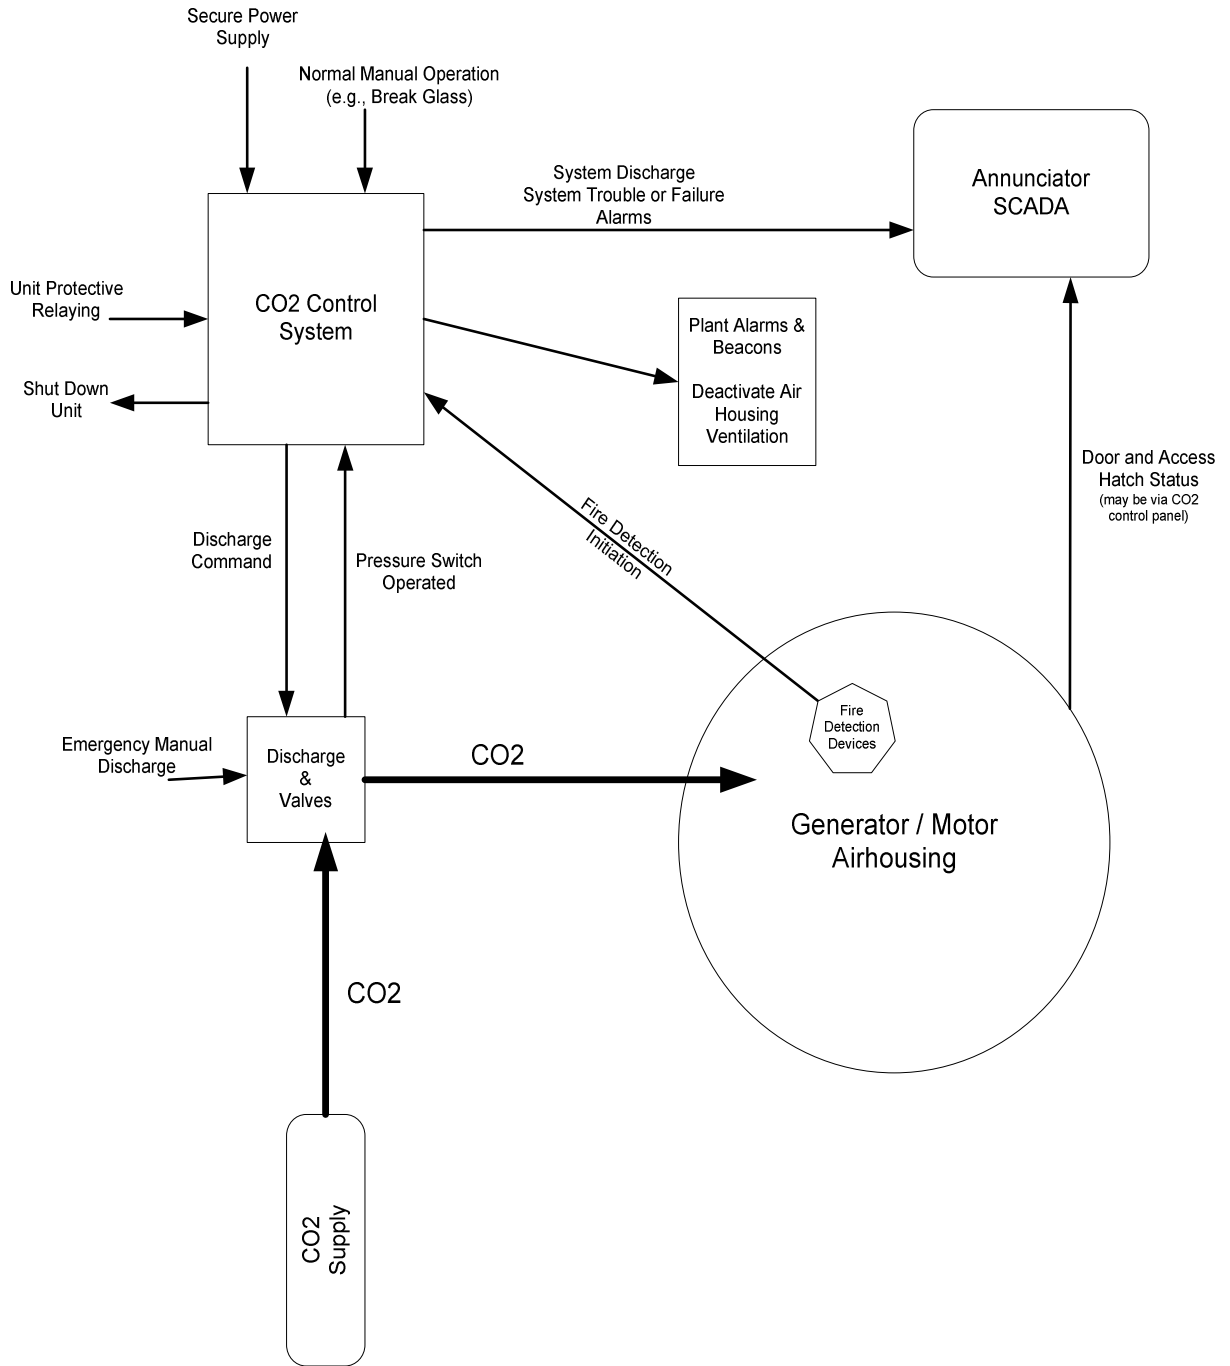 Secure Power
Supply
Normal Manual Operation
(e.g., Break Glass)
System Discharge
System Trouble or Failure
Alarms
Annunciator
SCADA
Unit Protective
Relaying
CO2 Control
System
Plant Alarms &
Beacons
Deactivate Air
Housing
Ventilation
Shut Down
Unit
Door and Access
Hatch Status
(may be via CO2
control panel)
Fire Detection
Initiation
Discharge
Command
Pressure Switch
Operated
Fire
Detection
Devices
Emergency Manual
Discharge
Discharge
&
Valves
CO2
Generator / Motor
Airhousing
CO2
CO2
Supply